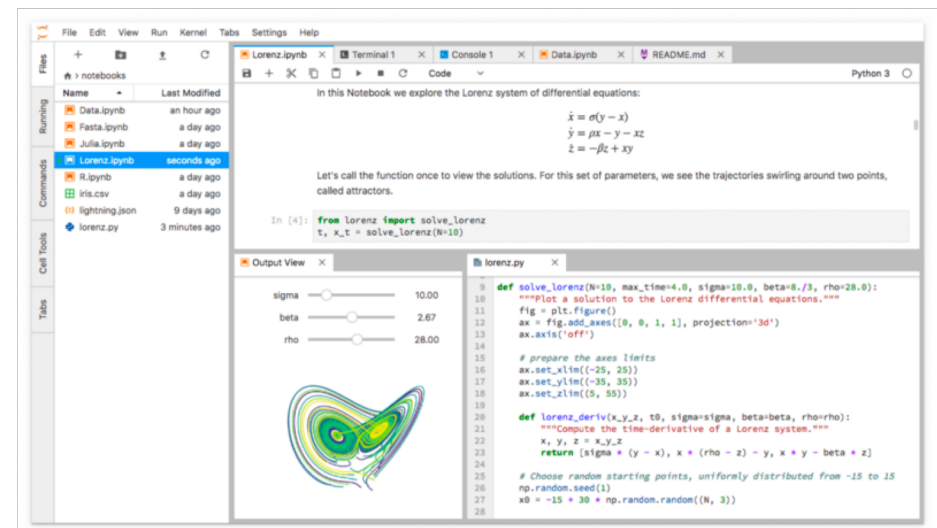 File Edit View Run Kernel Tabs Settings Help
Files
Running
Commands
Cell Tools
Tabs
> notebooks
Name Last Modified
Data.ipynb an hour ago
Fasta.ipynb a day ago
Julia.ipynb a day ago
Lorenz.ipynb seconds ago
R.ipynb a day ago
iris.csv a day ago
lightning.json 9 days ago
lorenz.py 3 minutes ago
Lorenz.ipynb Terminal 1 Console 1 Data.ipynb README.md
Code Python 3
In this Notebook we explore the Lorenz system of differential equations:
ẋ = σ(y − x)
ẏ = ρx − y − xz
ż = −βz + xy
Let's call the function once to view the solutions. For this set of parameters, we see the trajectories swirling around two points,
called attractors.
In [4]: from lorenz import solve_lorenz
t, x_t = solve_lorenz(N=10)
Output View
sigma 10.00
beta 2.67
rho 28.00
lorenz.py
9 def solve_lorenz(N=10, max_time=4.0, sigma=10.0, beta=8./3, rho=28.0):
10 """Plot a solution to the Lorenz differential equations."""
11 fig = plt.figure()
12 ax = fig.add_axes([0, 0, 1, 1], projection='3d')
13 ax.axis('off')
14
15 # prepare the axes limits
16 ax.set_xlim((-25, 25))
17 ax.set_ylim((-35, 35))
18 ax.set_zlim((5, 55))
19
20 def lorenz_deriv(x_y_z, t0, sigma=sigma, beta=beta, rho=rho):
21 """Compute the time-derivative of a Lorenz system."""
22 x, y, z = x_y_z
23 return [sigma * (y - x), x * (rho - z) - y, x * y - beta * z]
24
25 # Choose random starting points, uniformly distributed from -15 to 15
26 np.random.seed(1)
27 x0 = -15 + 30 * np.random.random((N, 3))
28